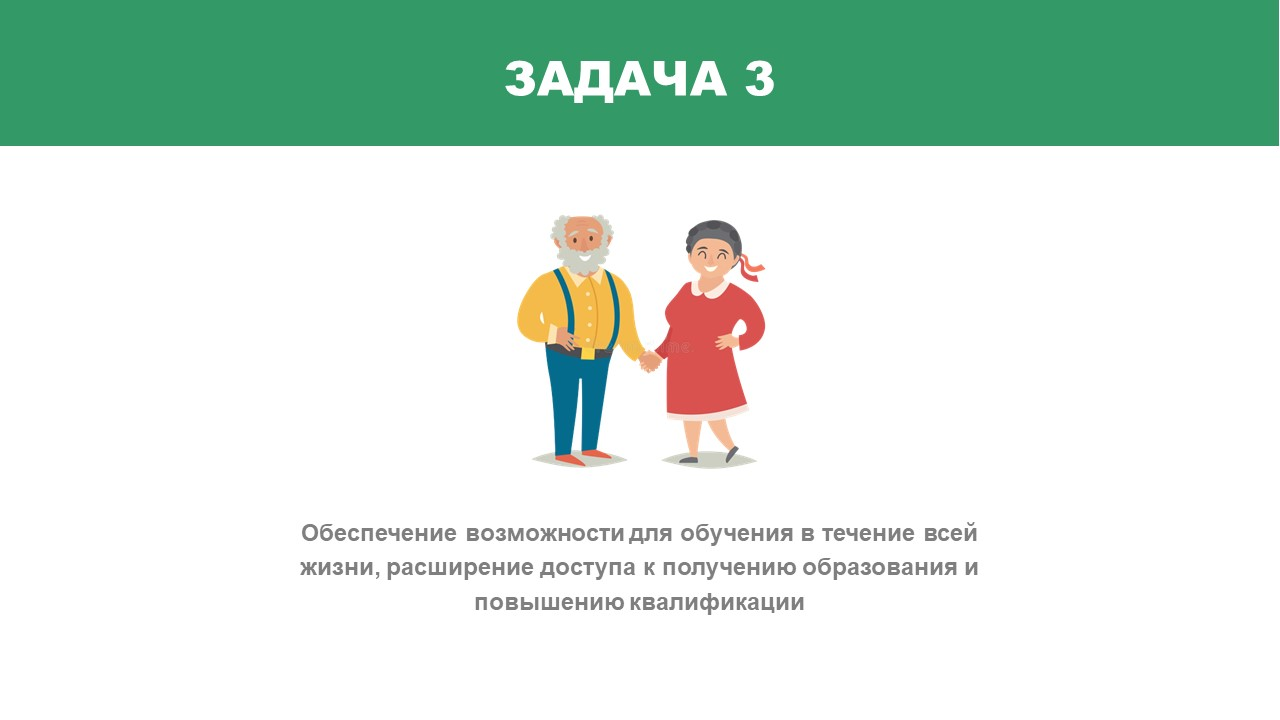 ЗАДАЧА 3
Обеспечение возможности для обучения в течение всей
жизни, расширение доступа к получению образования и
повышению квалификации